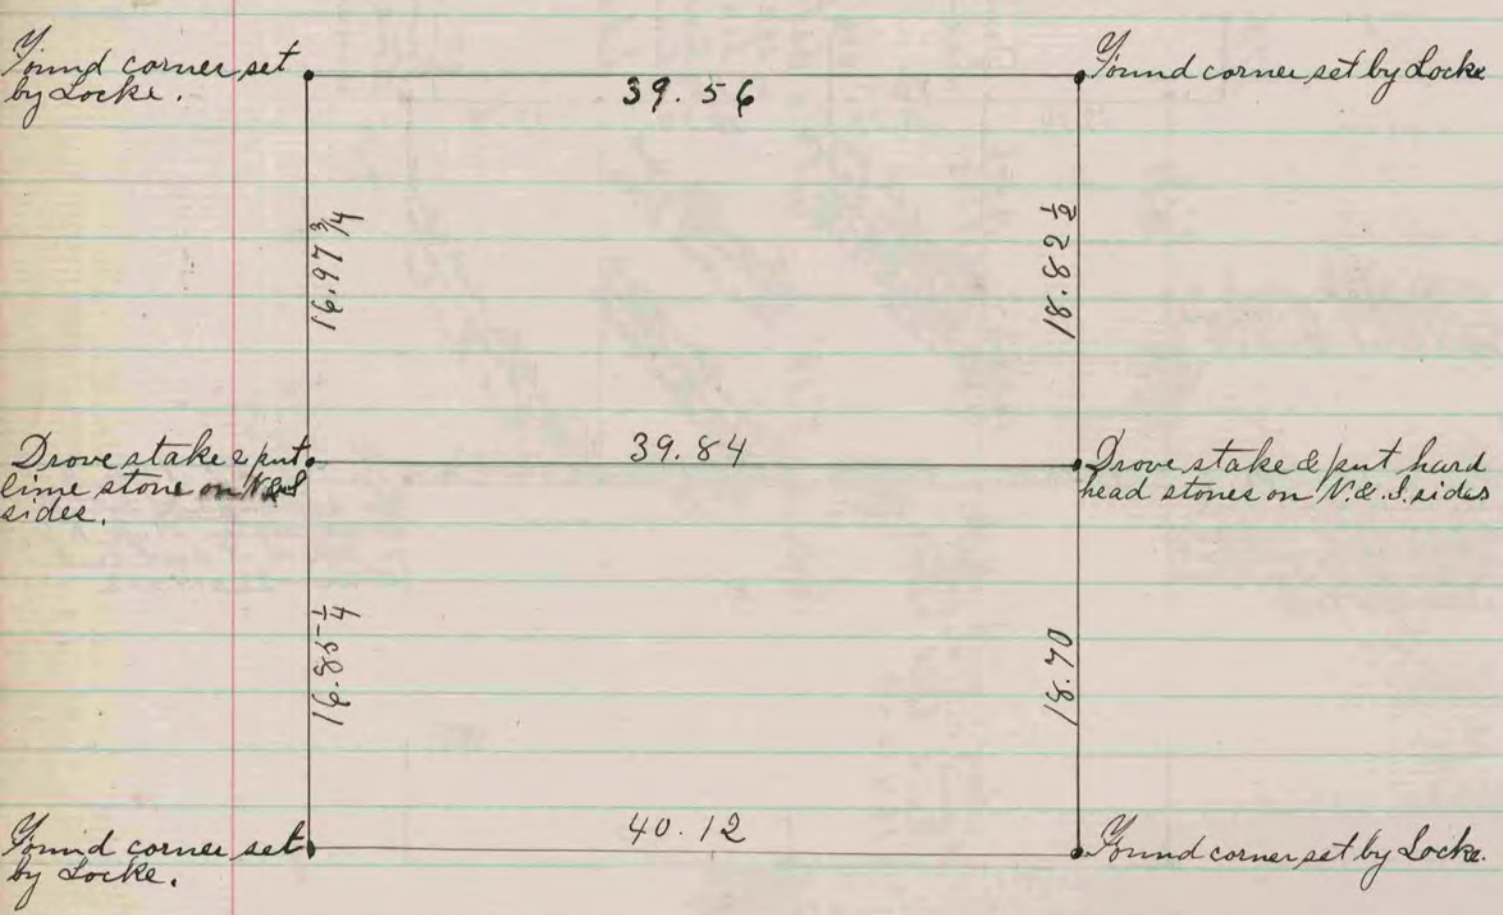 Found corner set
by Locke.
39.56
Found corner set by Locke
16.97 3/4
18.82 1/2
Drove stake & put
lime stone on N & S
sides.
39.84
Drove stake & put hard
head stones on N. & S. sides
16.85 1/4
18.70
Found corner set
by Locke.
40.12
Found corner set by Locke.